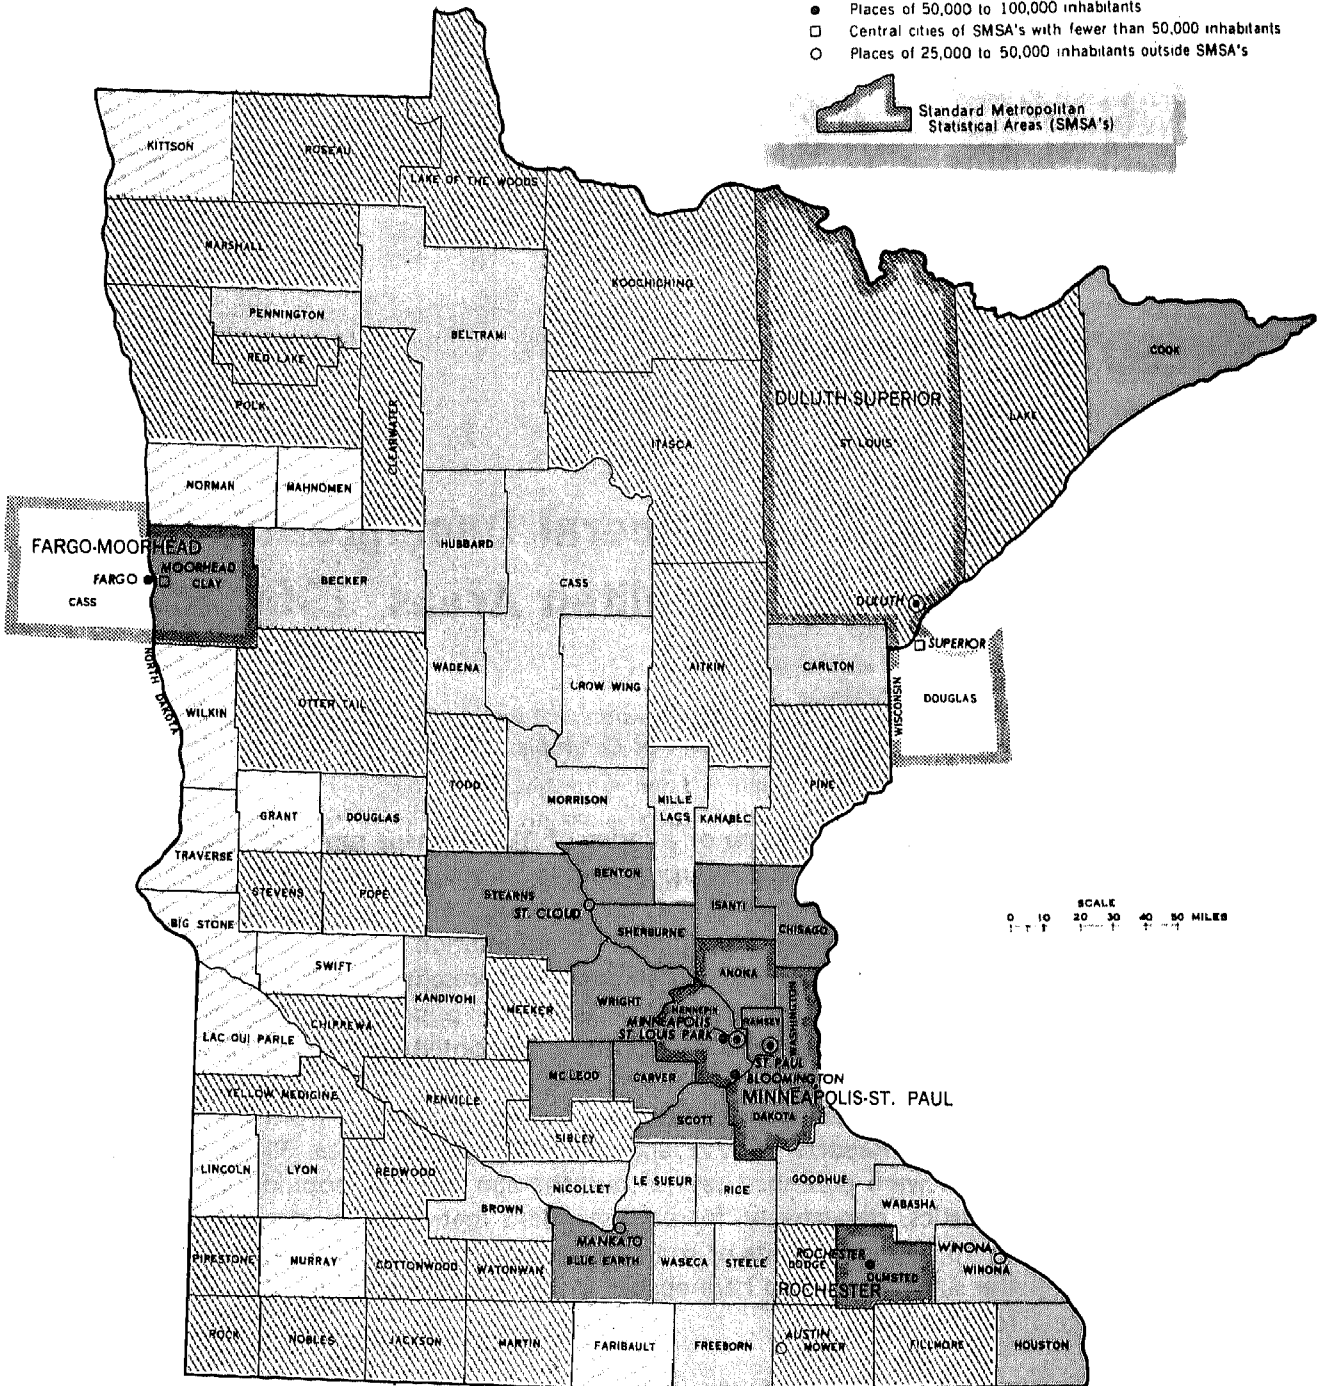 Places of 50,000 to 100,000 inhabitants
Central cities of SMSA's with fewer than 50,000 inhabitants
Places of 25,000 to 50,000 inhabitants outside SMSA's
Standard Metropolitan
Statistical Areas (SMSA's)
KITTSON
ROSEAU
LAKE OF THE WOODS
MARSHALL
KOOCHICHING
PENNINGTON
BELTRAMI
RED LAKE
COOK
POLK
CLEARWATER
DULUTH-SUPERIOR
ST LOUIS
LAKE
ITASCA
NORMAN
MAHNOMEN
FARGO-MOORHEAD
HUBBARD
MOORHEAD
FARGO
CLAY
BECKER
CASS
CASS
DULUTH
SUPERIOR
WADENA
AITKIN
CARLTON
CROW WING
DOUGLAS
WISCONSIN
NORTH DAKOTA
WILKIN
OTTER TAIL
TODD
PINE
MORRISON
MILLE
LACS
KANABEC
GRANT
DOUGLAS
TRAVERSE
STEVENS
POPE
BENTON
STEARNS
ST. CLOUD
ISANTI
SCALE
0 10 20 30 40 50 MILES
BIG STONE
SHERBURNE
CHISAGO
SWIFT
ANOKA
KANDIYOHI
MEEKER
WRIGHT
WASHINGTON
HENNEPIN
MINNEAPOLIS
RAMSEY
CHIPPEWA
ST LOUIS PARK
LAC QUI PARLE
ST PAUL
MC LEOD
CARVER
BLOOMINGTON
YELLOW MEDICINE
RENVILLE
MINNEAPOLIS-ST. PAUL
SCOTT
DAKOTA
SIBLEY
LINCOLN
LYON
REDWOOD
NICOLLET
LE SUEUR
RICE
GOODHUE
WABASHA
BROWN
MANKATO
WINONA
PIPESTONE
MURRAY
COTTONWOOD
WATONWAN
BLUE EARTH
WASECA
STEELE
ROCHESTER
DODGE
OLMSTED
WINONA
ROCHESTER
ROCK
NOBLES
JACKSON
MARTIN
FARIBAULT
FREEBORN
AUSTIN
MOWER
FILLMORE
HOUSTON